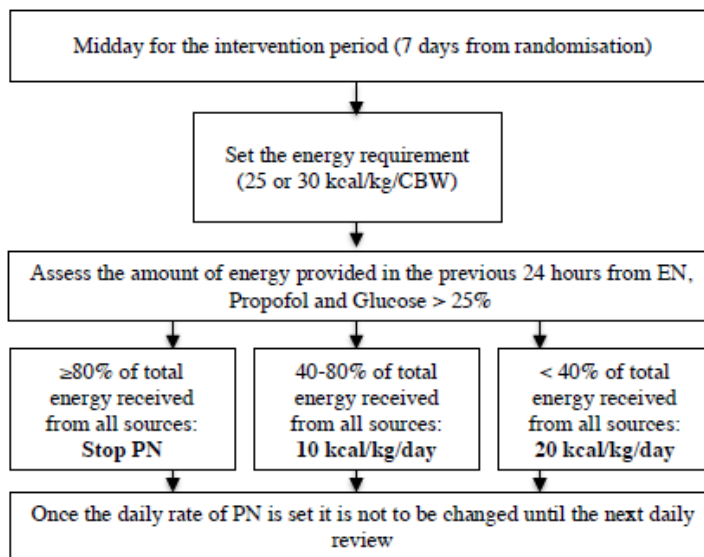 Midday for the intervention period (7 days from randomisation)
Set the energy requirement
(25 or 30 kcal/kg/CBW)
Assess the amount of energy provided in the previous 24 hours from EN,
Propofol and Glucose > 25%
≥80% of total
energy received
from all sources:
Stop PN
40-80% of total
energy received
from all sources:
10 kcal/kg/day
< 40% of total
energy received
from all sources:
20 kcal/kg/day
Once the daily rate of PN is set it is not to be changed until the next daily
review